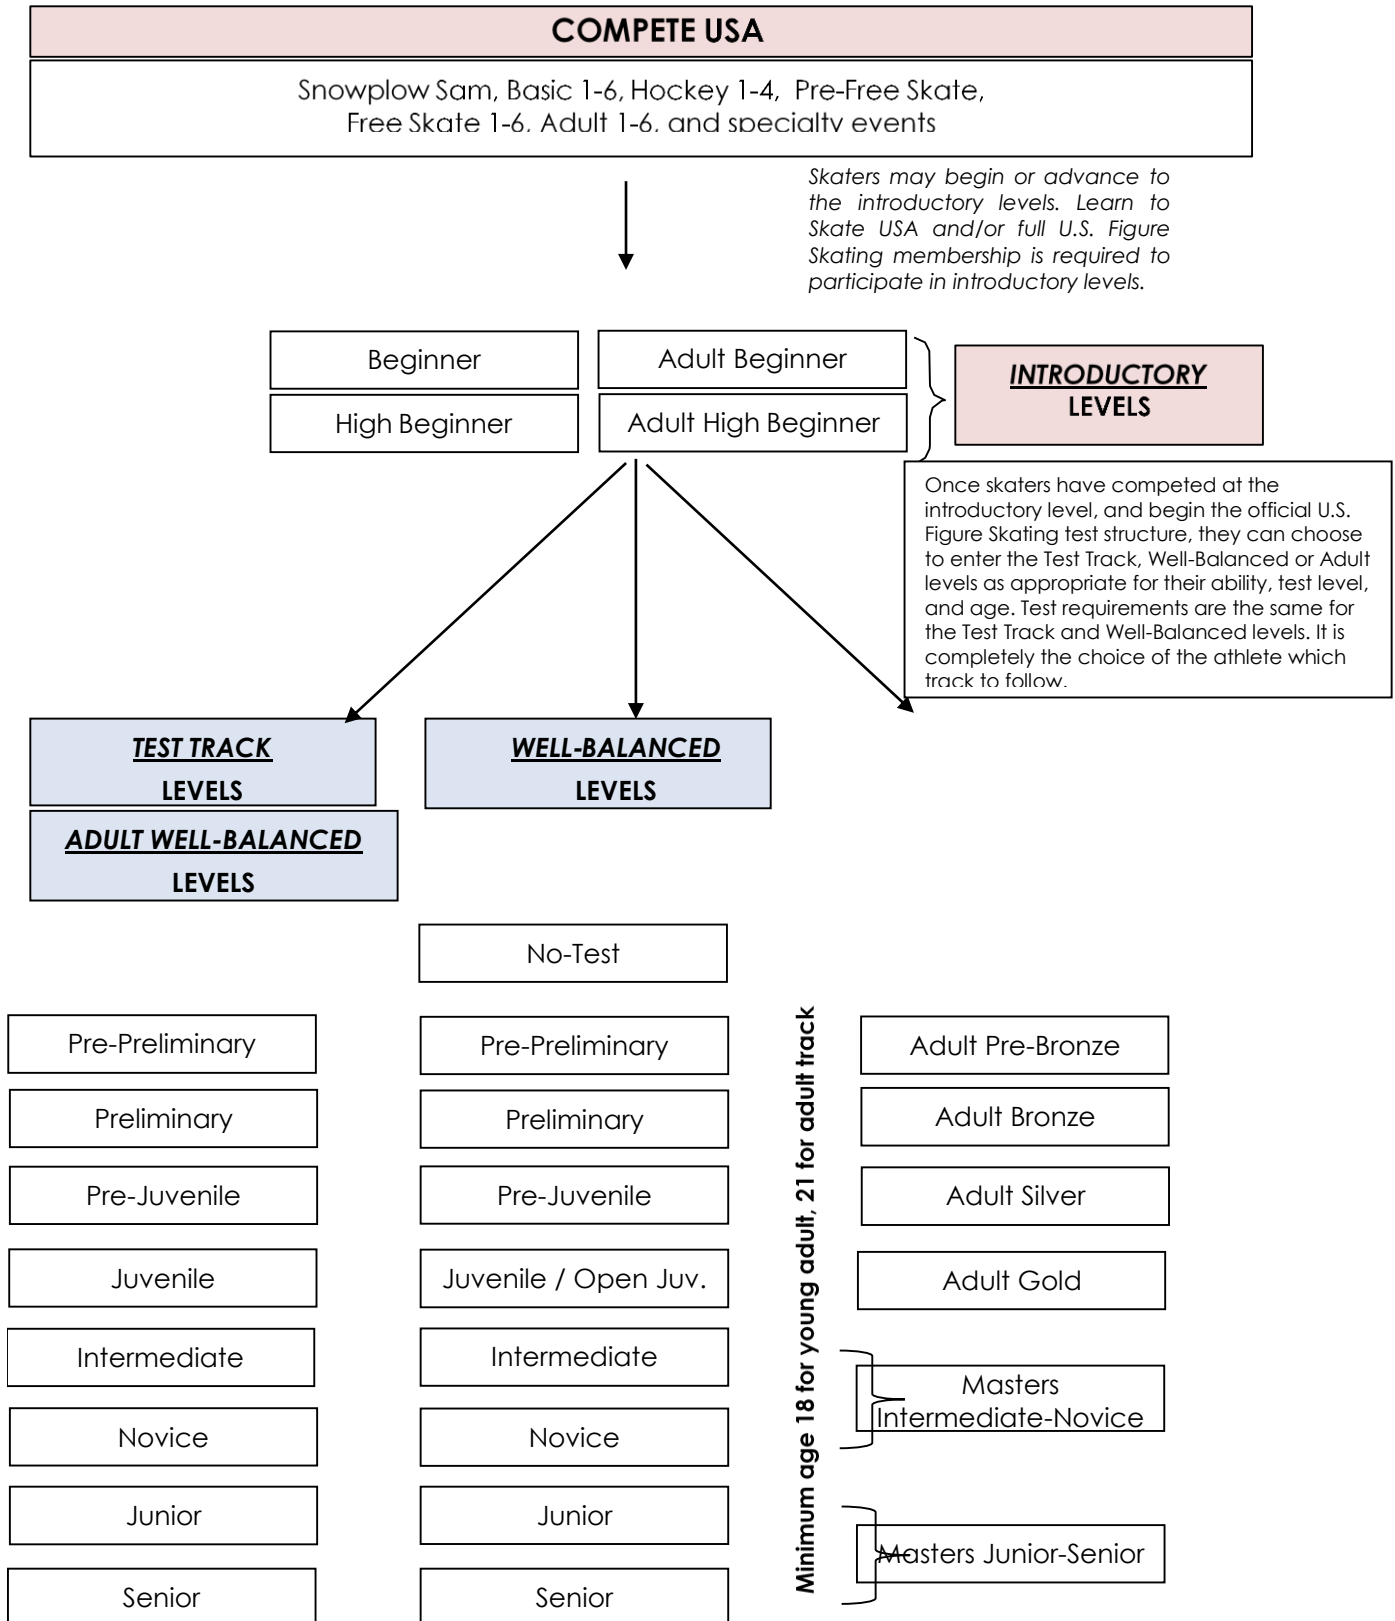 COMPETE USA
Snowplow Sam, Basic 1-6, Hockey 1-4, Pre-Free Skate,
Free Skate 1-6, Adult 1-6, and specialty events
Skaters may begin or advance to
the introductory levels. Learn to
Skate USA and/or full U.S. Figure
Skating membership is required to
participate in introductory levels.
Beginner
Adult Beginner
High Beginner
Adult High Beginner
INTRODUCTORY
LEVELS
Once skaters have competed at the
introductory level, and begin the official U.S.
Figure Skating test structure, they can choose
to enter the Test Track, Well-Balanced or Adult
levels as appropriate for their ability, test level,
and age. Test requirements are the same for
the Test Track and Well-Balanced levels. It is
completely the choice of the athlete which
track to follow.
TEST TRACK
LEVELS
WELL-BALANCED
LEVELS
ADULT WELL-BALANCED
LEVELS
No-Test
Pre-Preliminary
Preliminary
Pre-Juvenile
Juvenile
Intermediate
Novice
Junior
Senior
Pre-Preliminary
Preliminary
Pre-Juvenile
Juvenile / Open Juv.
Intermediate
Novice
Junior
Senior
Minimum age 18 for young adult, 21 for adult track
Adult Pre-Bronze
Adult Bronze
Adult Silver
Adult Gold
Masters
Intermediate-Novice
Masters Junior-Senior